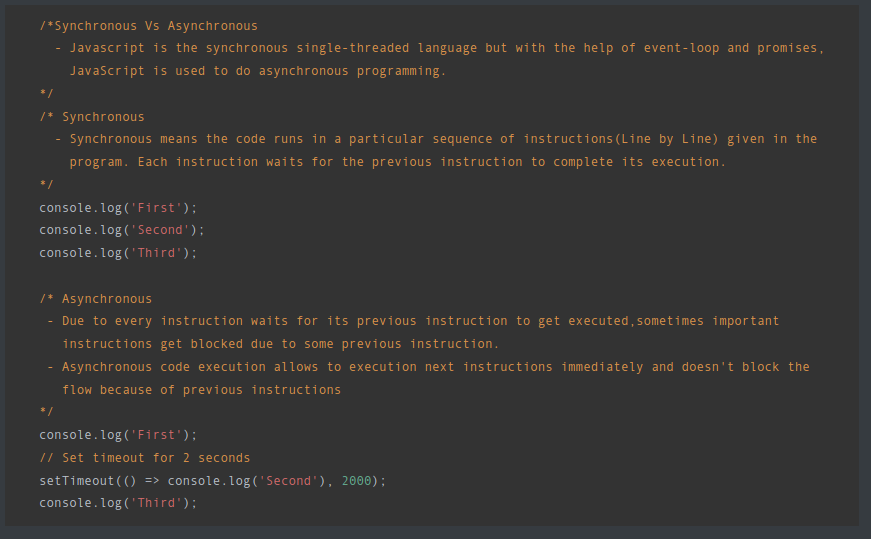 /*Synchronous Vs Asynchronous
- Javascript is the synchronous single-threaded language but with the help of event-loop and promises,
JavaScript is used to do asynchronous programming.
*/
/* Synchronous
- Synchronous means the code runs in a particular sequence of instructions(Line by Line) given in the
program. Each instruction waits for the previous instruction to complete its execution.
*/
console.log('First');
console.log('Second');
console.log('Third');
/* Asynchronous
- Due to every instruction waits for its previous instruction to get executed,sometimes important
instructions get blocked due to some previous instruction.
- Asynchronous code execution allows to execution next instructions immediately and doesn't block the
flow because of previous instructions
*/
console.log('First');
// Set timeout for 2 seconds
setTimeout(() => console.log('Second'), 2000);
console.log('Third');